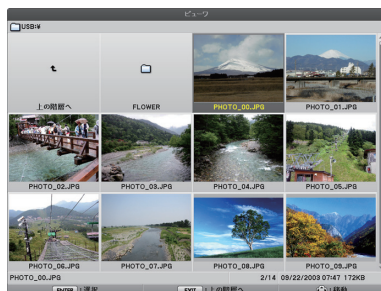 ビューワ
USB:¥
上の階層へ FLOWER PHOTO_00.JPG PHOTO_01.JPG
PHOTO_02.JPG PHOTO_03.JPG PHOTO_04.JPG PHOTO_05.JPG
PHOTO_06.JPG PHOTO_07.JPG PHOTO_08.JPG PHOTO_09.JPG
PHOTO_00.JPG 2/14 09/22/2003 07:47 172KB
ENTER :選択 EXIT :上の階層へ :移動